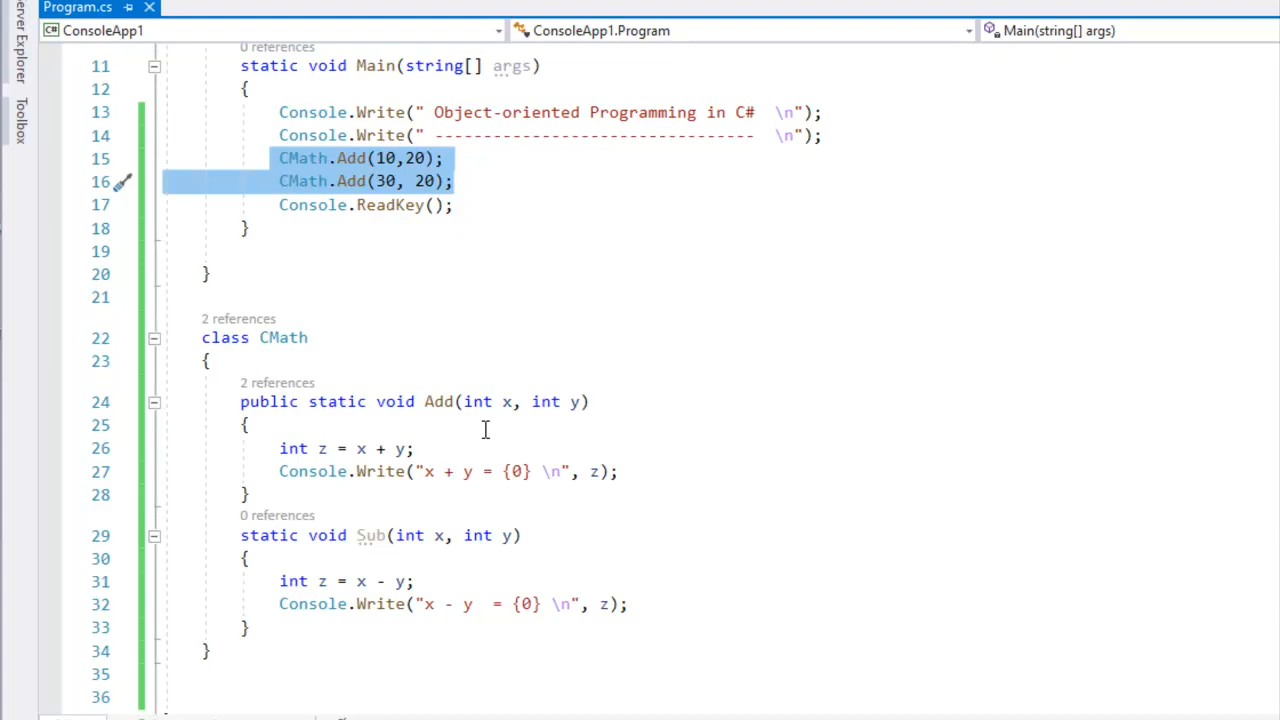 Program.cs
erver Explorer
Toolbox
C# ConsoleApp1
ConsoleApp1.Program
Main(string[] args)
0 references
11 static void Main(string[] args)
12 {
13 Console.Write(" Object-oriented Programming in C#  \n");
14 Console.Write(" ---------------------------------  \n");
15 CMath.Add(10,20);
16 CMath.Add(30, 20);
17 Console.ReadKey();
18 }
19
20 }
21
2 references
22 class CMath
23 {
2 references
24 public static void Add(int x, int y)
25 {
26 int z = x + y;
27 Console.Write("x + y = {0} \n", z);
28 }
0 references
29 static void Sub(int x, int y)
30 {
31 int z = x - y;
32 Console.Write("x - y  = {0} \n", z);
33 }
34 }
35
36